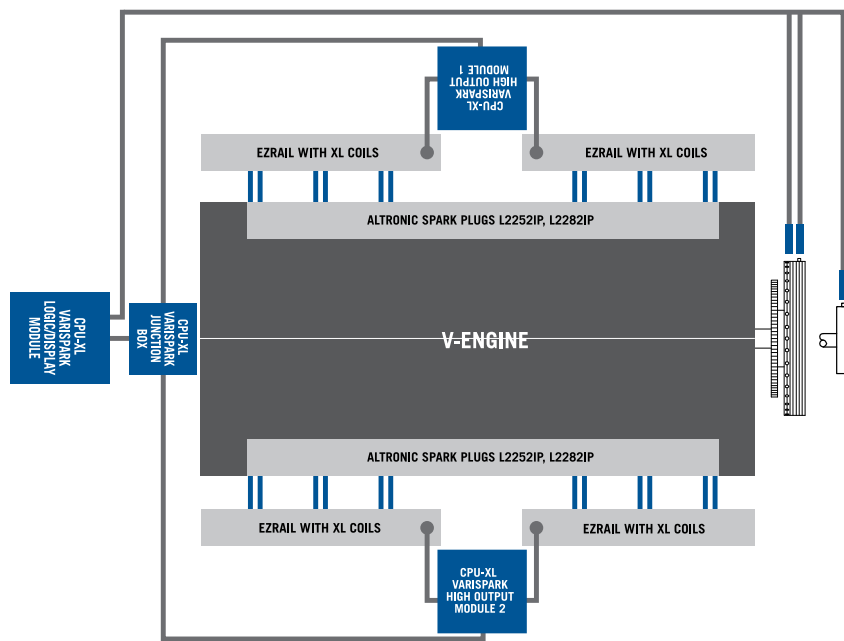 CPU-XL
VARISPARK
HIGH OUTPUT
MODULE 1
EZRAIL WITH XL COILS
EZRAIL WITH XL COILS
ALTRONIC SPARK PLUGS L2252IP, L2282IP
CPU-XL
VARISPARK
LOGIC/DISPLAY
MODULE
CPU-XL
VARISPARK
JUNCTION
BOX
V-ENGINE
ALTRONIC SPARK PLUGS L2252IP, L2282IP
EZRAIL WITH XL COILS
EZRAIL WITH XL COILS
CPU-XL
VARISPARK
HIGH OUTPUT
MODULE 2